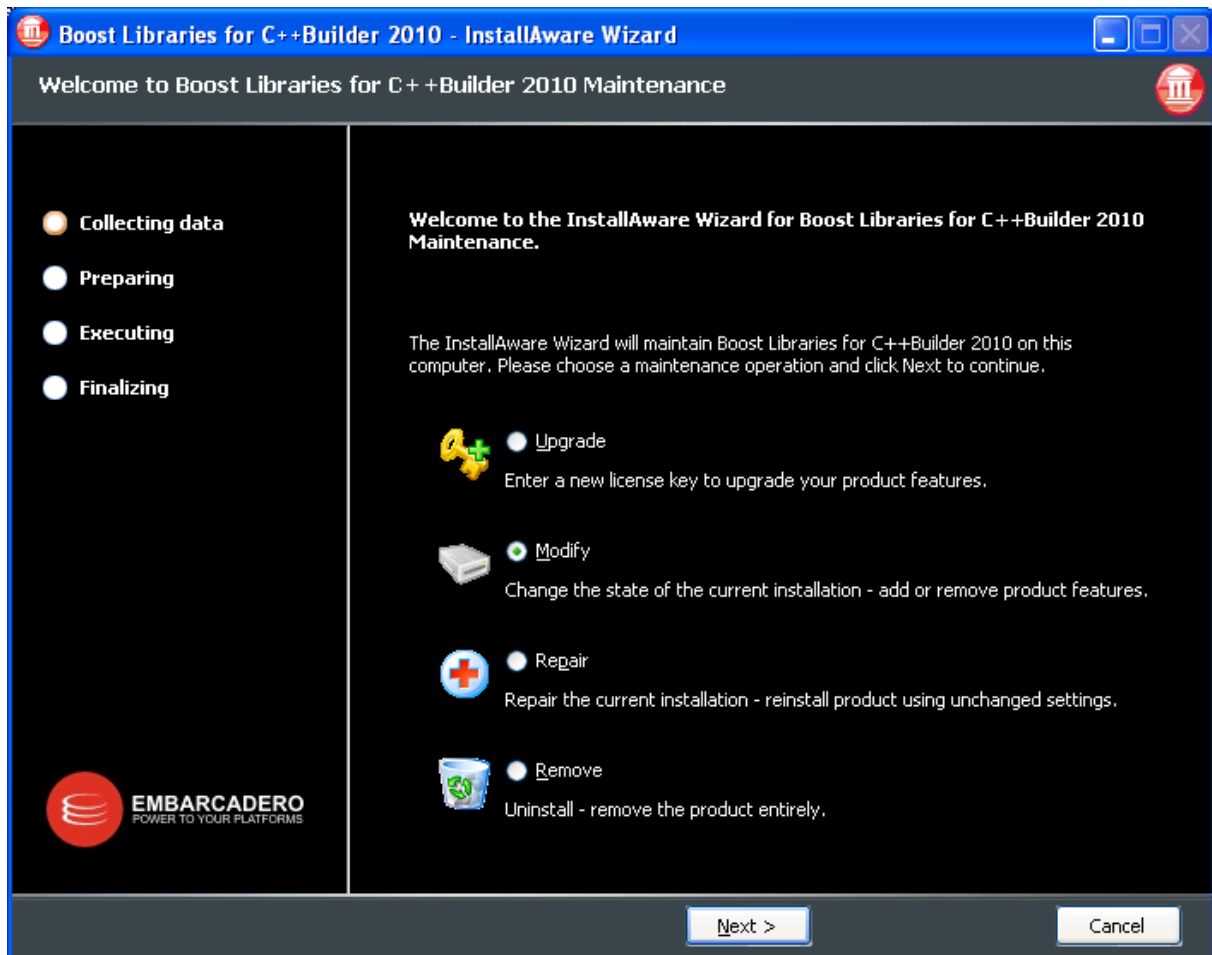 Boost Libraries for C++Builder 2010 - InstallAware Wizard
Welcome to Boost Libraries for C++Builder 2010 Maintenance
Collecting data
Preparing
Executing
Finalizing
Welcome to the InstallAware Wizard for Boost Libraries for C++Builder 2010
Maintenance.
The InstallAware Wizard will maintain Boost Libraries for C++Builder 2010 on this
computer. Please choose a maintenance operation and click Next to continue.
Upgrade
Enter a new license key to upgrade your product features.
Modify
Change the state of the current installation - add or remove product features.
Repair
Repair the current installation - reinstall product using unchanged settings.
Remove
Uninstall - remove the product entirely.
EMBARCADERO
POWER TO YOUR PLATFORMS
Next >
Cancel